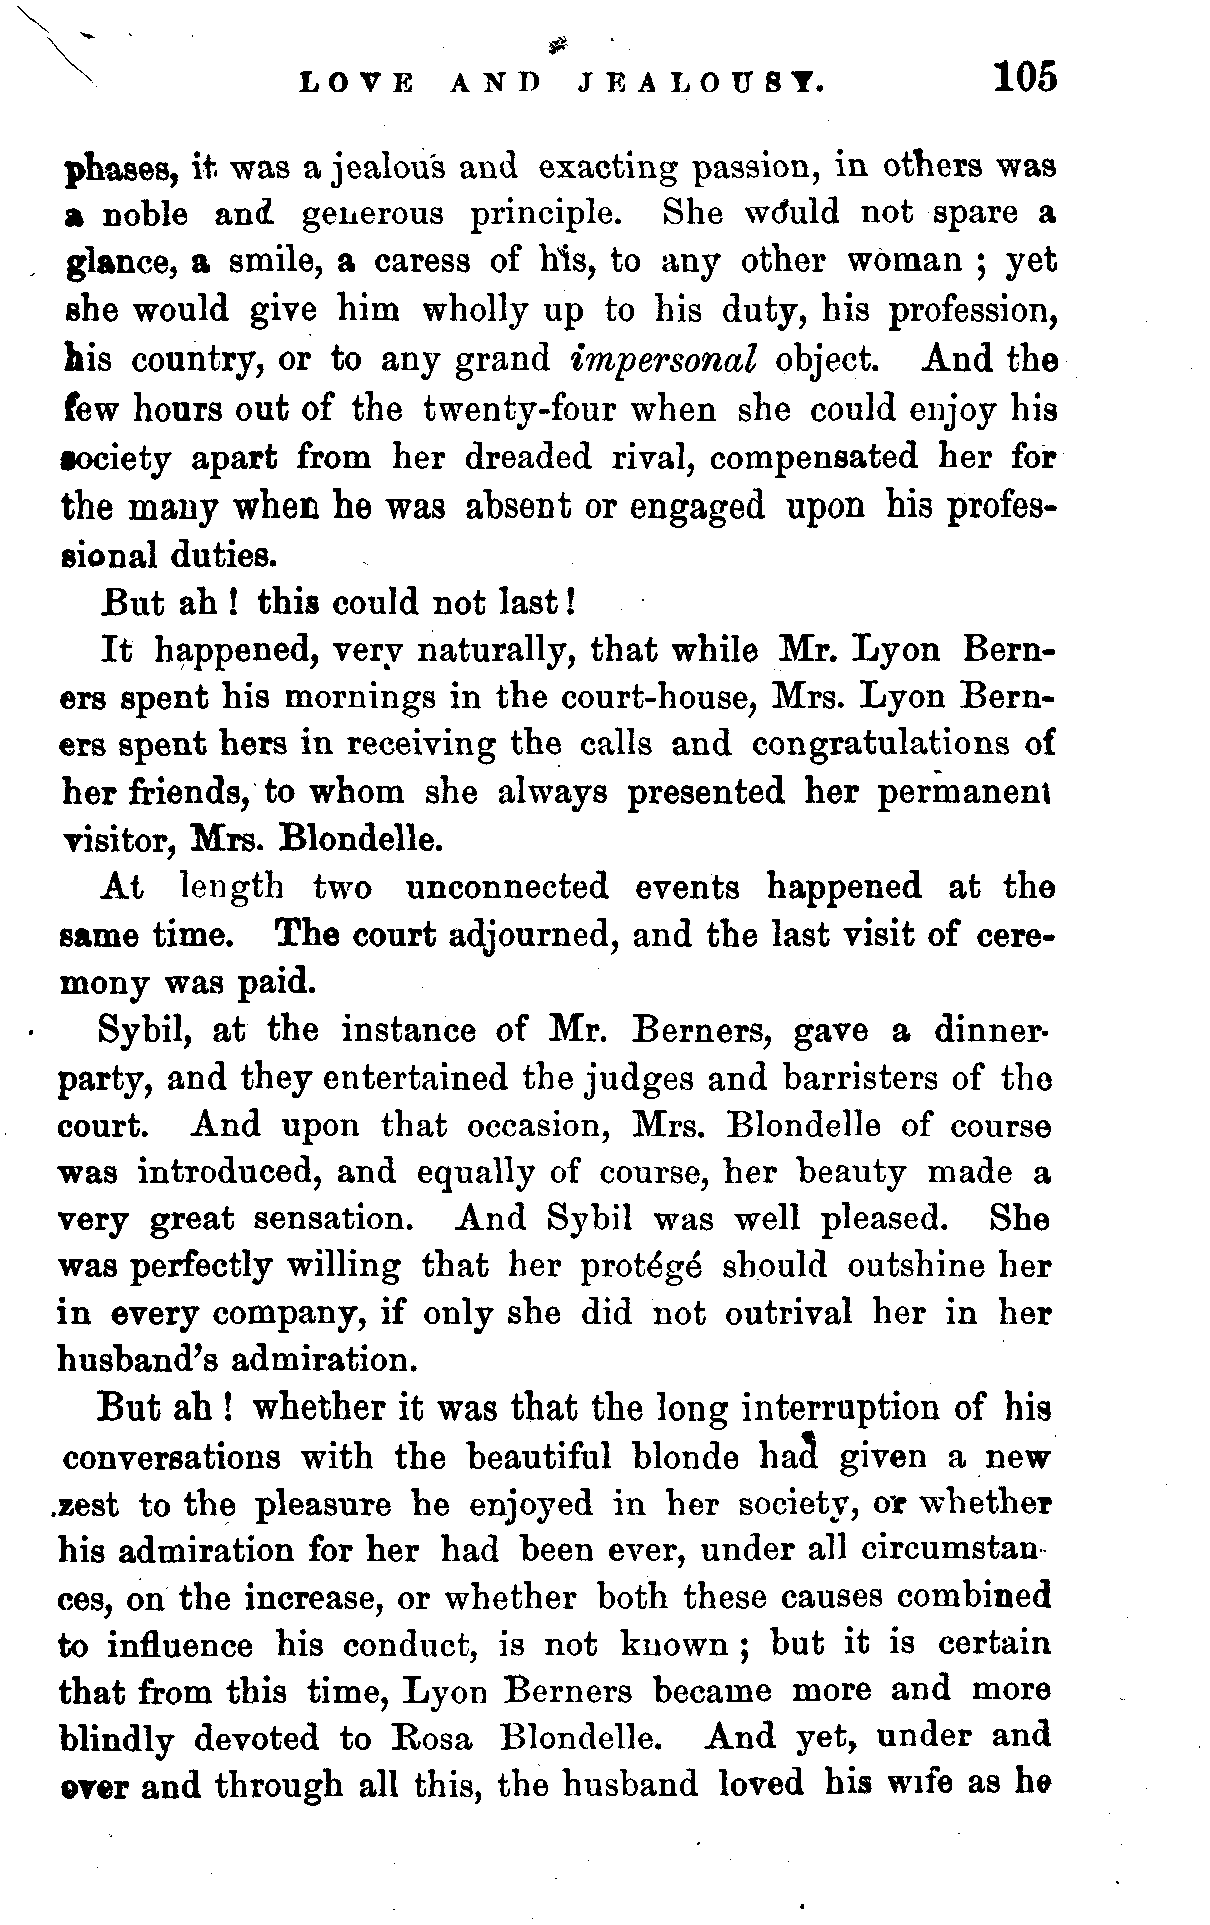 LOVE AND JEALOUSY. 105
phases, it was a jealous and exacting passion, in others was
a noble and generous principle. She would not spare a
glance, a smile, a caress of his, to any other woman ; yet
she would give him wholly up to his duty, his profession,
his country, or to any grand impersonal object. And the
few hours out of the twenty-four when she could enjoy his
society apart from her dreaded rival, compensated her for
the many when he was absent or engaged upon his profes-
sional duties.
But ah ! this could not last !
It happened, very naturally, that while Mr. Lyon Bern-
ers spent his mornings in the court-house, Mrs. Lyon Bern-
ers spent hers in receiving the calls and congratulations of
her friends, to whom she always presented her permanent
visitor, Mrs. Blondelle.
At length two unconnected events happened at the
same time. The court adjourned, and the last visit of cere-
mony was paid.
Sybil, at the instance of Mr. Berners, gave a dinner-
party, and they entertained the judges and barristers of the
court. And upon that occasion, Mrs. Blondelle of course
was introduced, and equally of course, her beauty made a
very great sensation. And Sybil was well pleased. She
was perfectly willing that her protégé should outshine her
in every company, if only she did not outrival her in her
husband's admiration.
But ah ! whether it was that the long interruption of his
conversations with the beautiful blonde had given a new
zest to the pleasure he enjoyed in her society, or whether
his admiration for her had been ever, under all circumstan-
ces, on the increase, or whether both these causes combined
to influence his conduct, is not known ; but it is certain
that from this time, Lyon Berners became more and more
blindly devoted to Rosa Blondelle. And yet, under and
over and through all this, the husband loved his wife as he